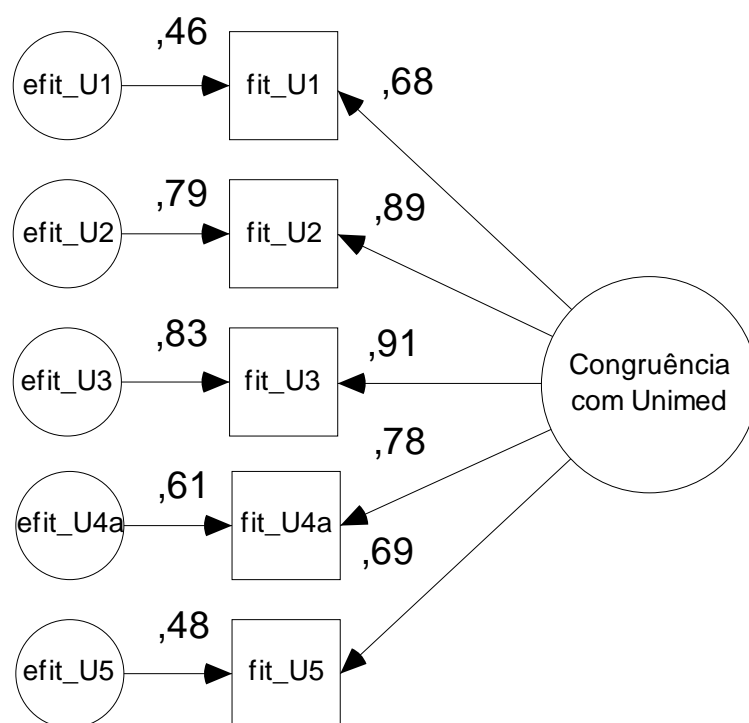 ,46
efit_U1
fit_U1
,68
,79
efit_U2
fit_U2
,89
,83
efit_U3
fit_U3
,91
Congruência
com Unimed
,61
efit_U4a
fit_U4a
,78
,48
efit_U5
fit_U5
,69